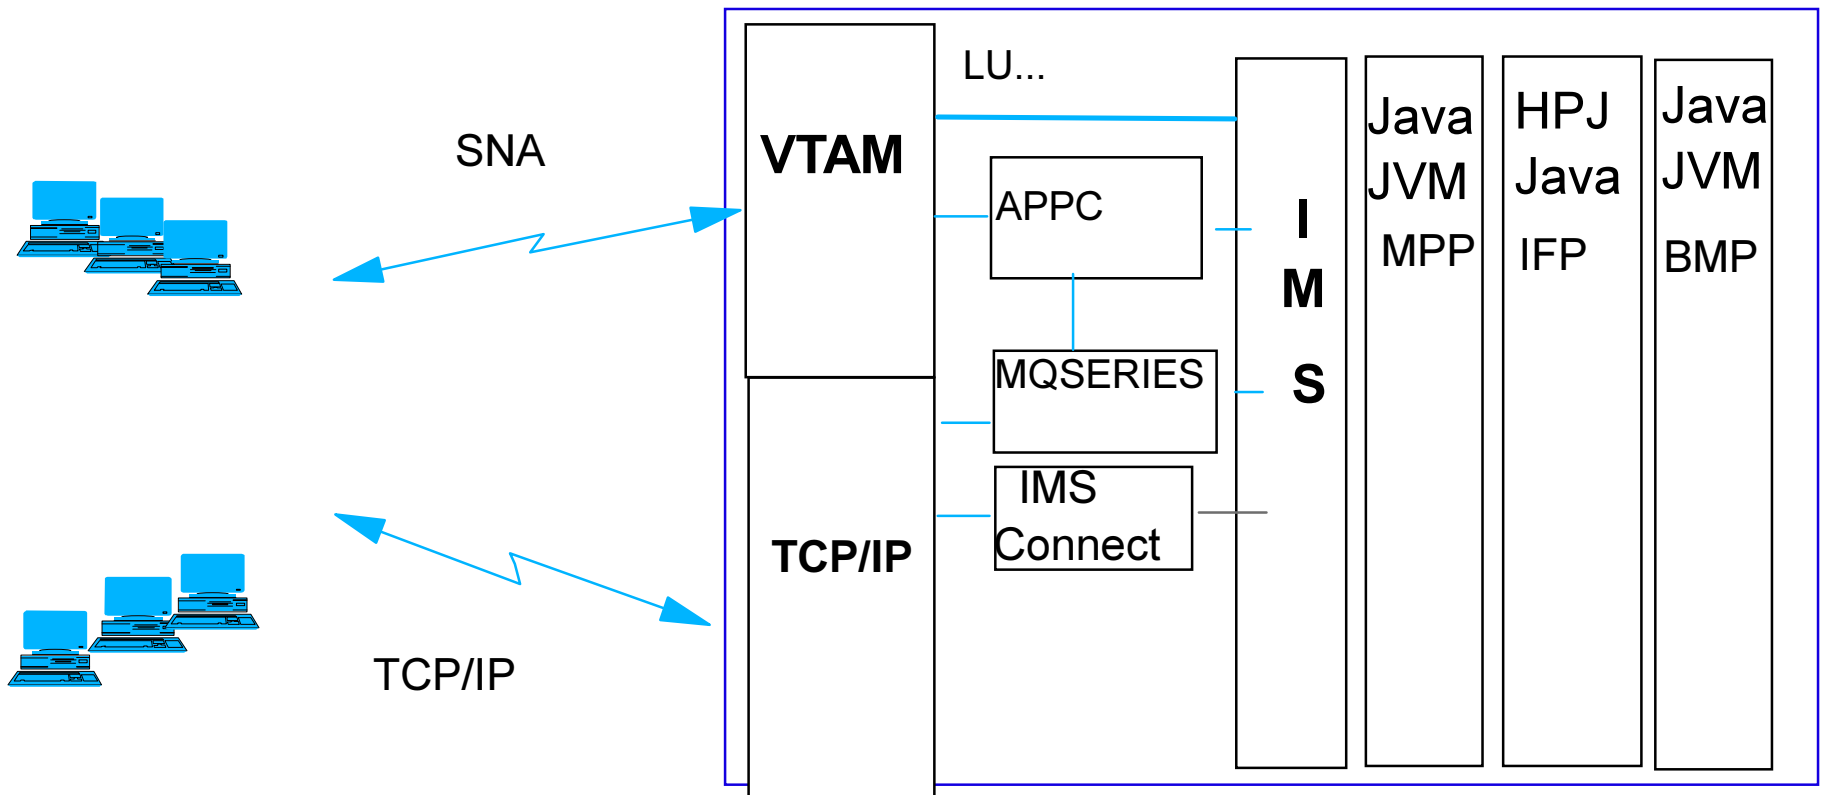 SNA
TCP/IP
VTAM
TCP/IP
LU...
APPC
MQSERIES
IMS
Connect
I
M
S
Java
JVM
MPP
HPJ
Java
IFP
Java
JVM
BMP